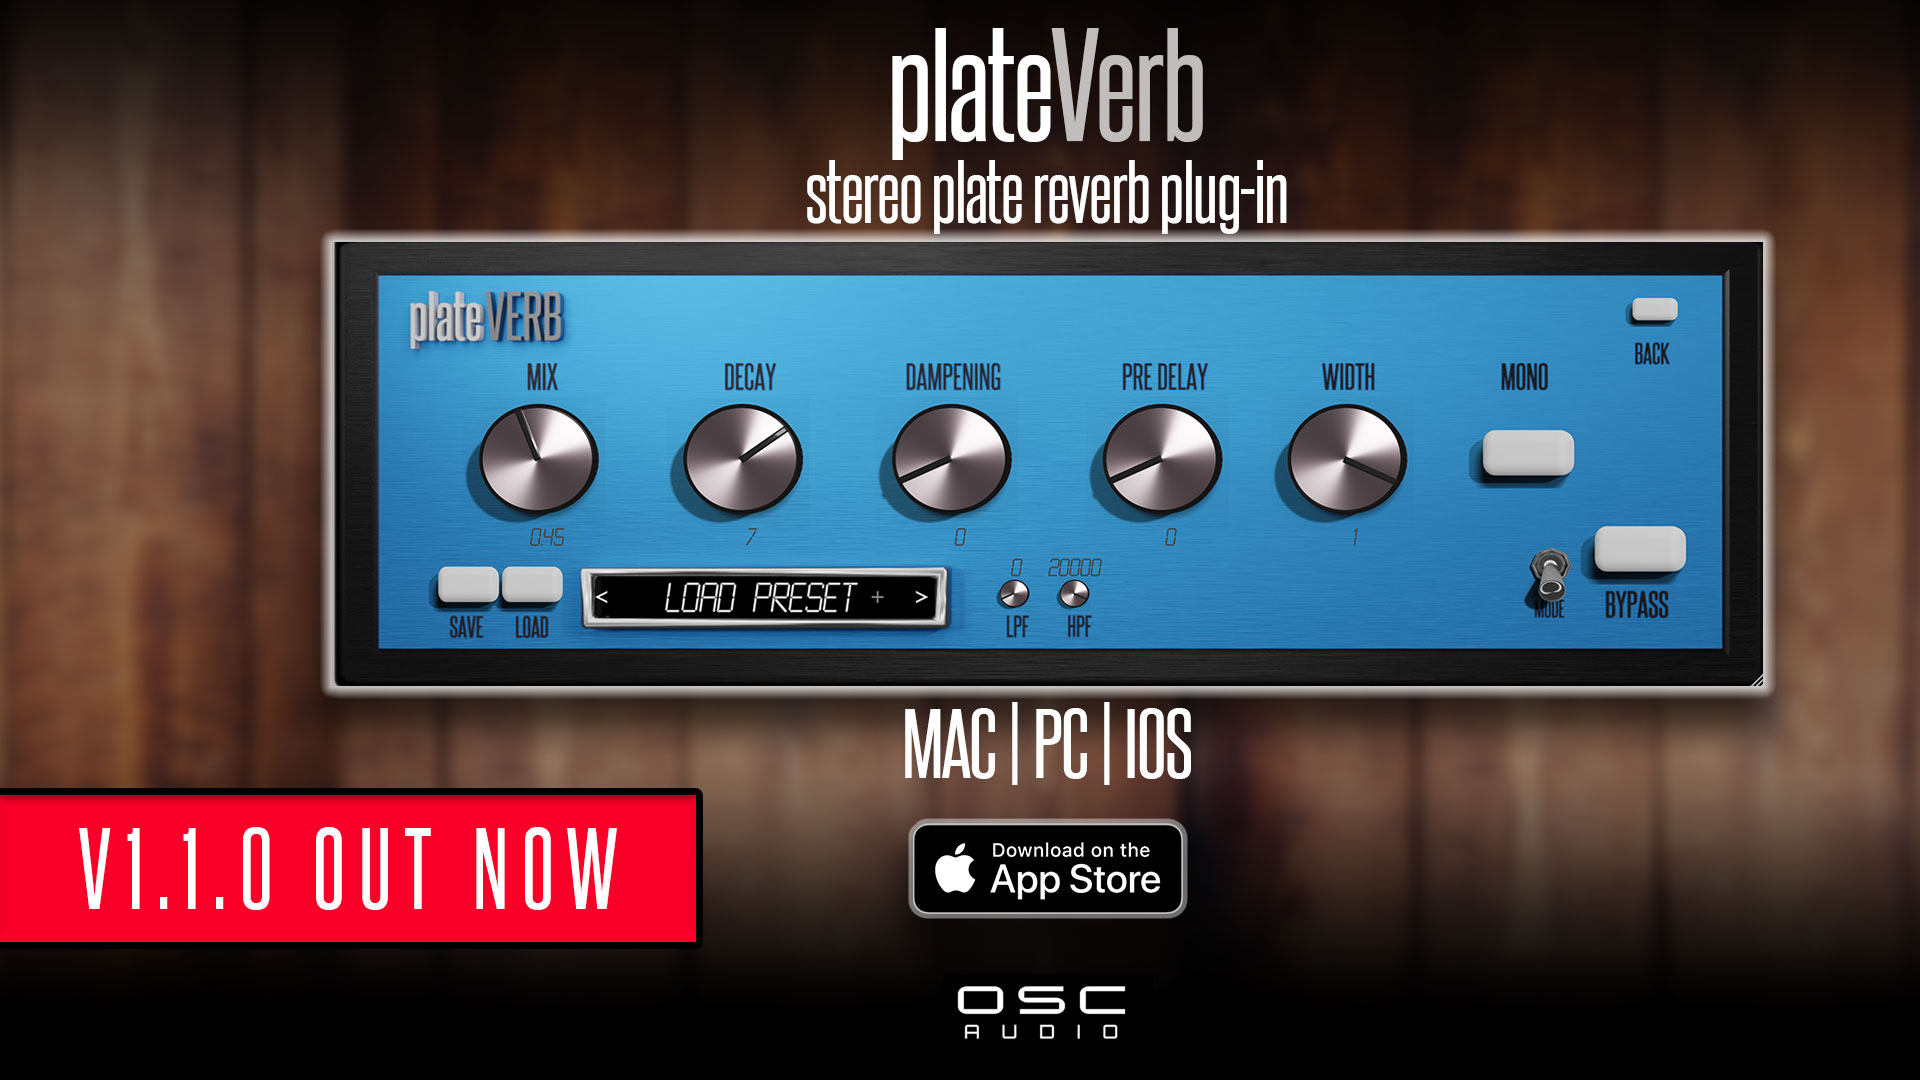 plateVerb
stereo plate reverb plug-in
plateVERB
BACK
MIX DECAY DAMPENING PRE DELAY WIDTH MONO
0.45 7 0 0 1
< LOAD PRESET + >
0 20000
SAVE LOAD LPF HPF MODE BYPASS
MAC | PC | IOS
V1.1.0 OUT NOW
Download on the
App Store
OSC
AUDIO